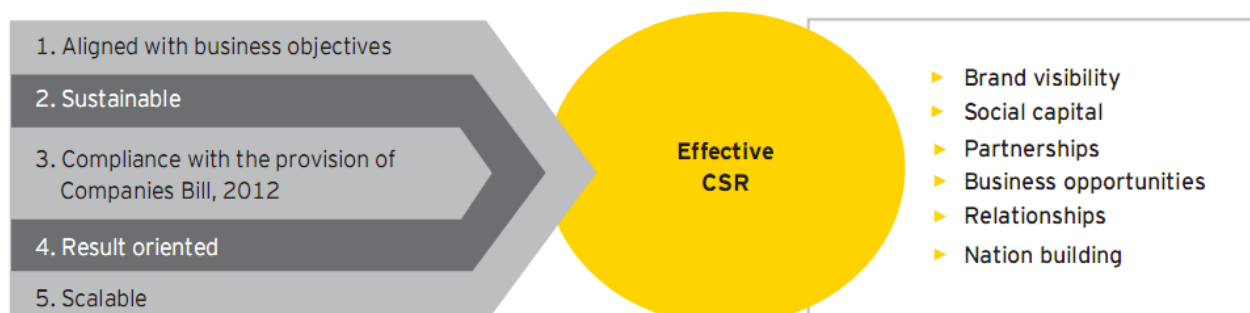 1. Aligned with business objectives
2. Sustainable
3. Compliance with the provision of
Companies Bill, 2012
4. Result oriented
5. Scalable
Effective
CSR
► Brand visibility
► Social capital
► Partnerships
► Business opportunities
► Relationships
► Nation building